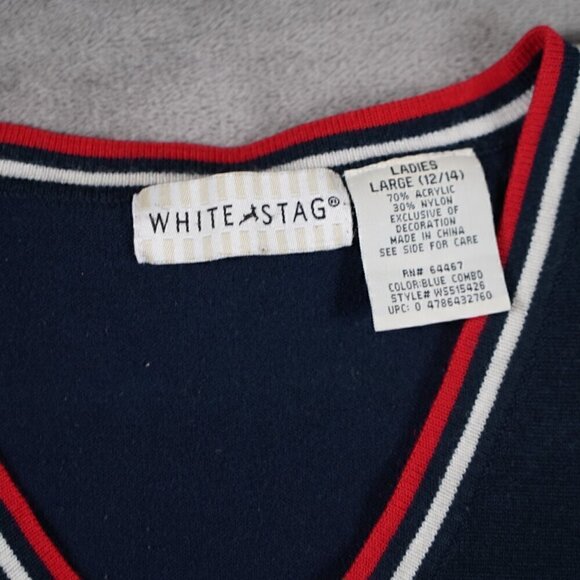 WHITE STAG®
LADIES
LARGE (12/14)
70% ACRYLIC
30% NYLON
EXCLUSIVE OF
DECORATION
MADE IN CHINA
SEE SIDE FOR CARE
RN# 64467
COLOR:BLUE COMBO
STYLE# WS515426
UPC: 0 4786432760